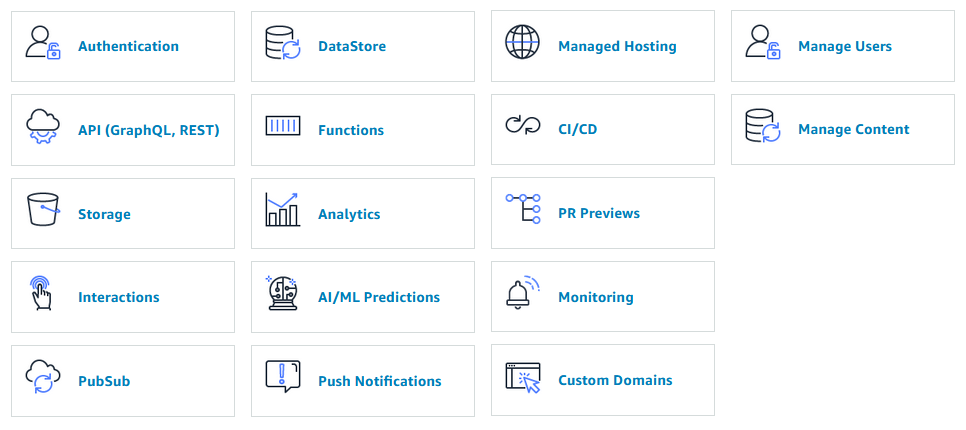 Authentication
DataStore
Managed Hosting
Manage Users
API (GraphQL, REST)
Functions
CI/CD
Manage Content
Storage
Analytics
PR Previews
Interactions
AI/ML Predictions
Monitoring
PubSub
Push Notifications
Custom Domains